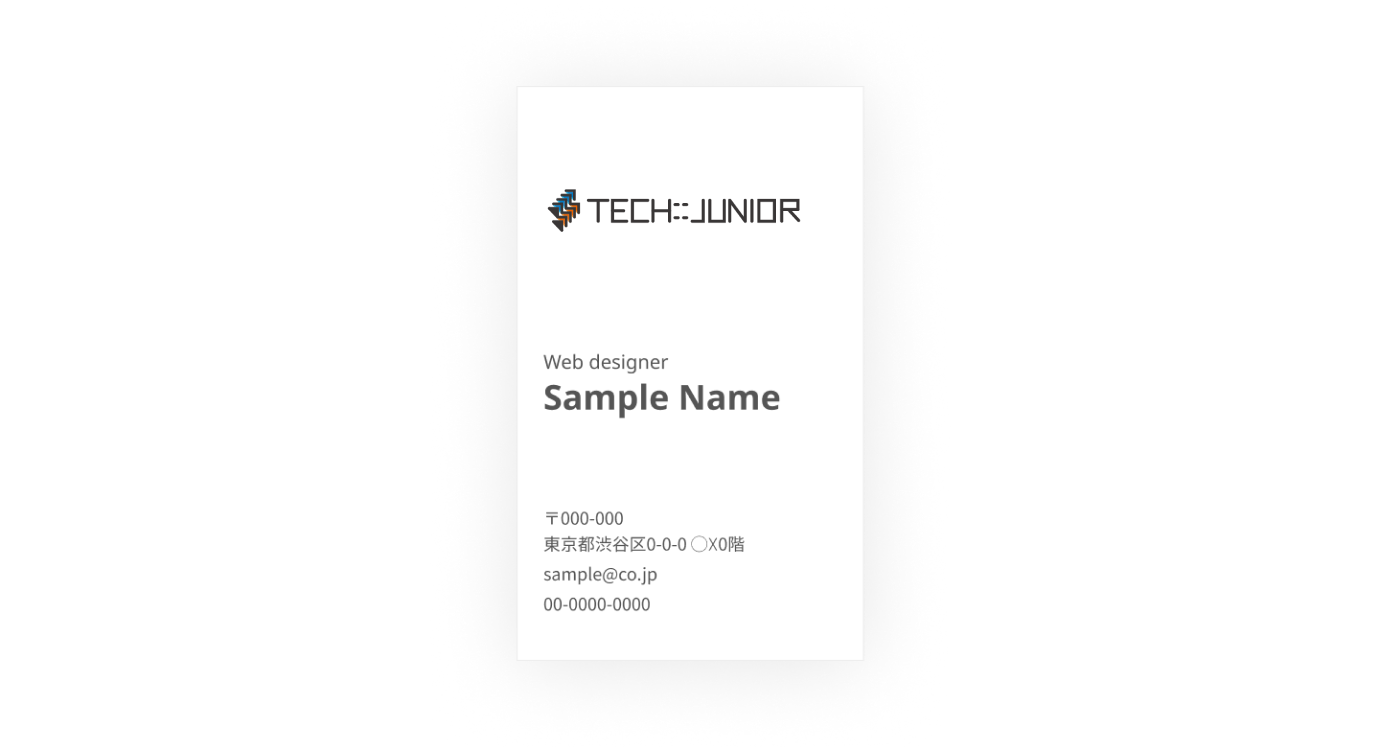 TECH::JUNIOR
Web designer
Sample Name
〒000-000
東京都渋谷区0-0-0 ◯X0階
sample@co.jp
00-0000-0000